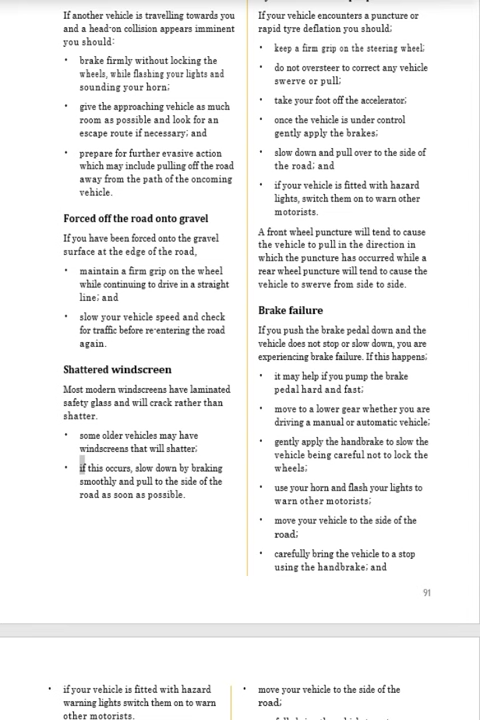 If another vehicle is travelling towards you
and a head-on collision appears imminent
you should:
• brake firmly without locking the
wheels, while flashing your lights and
sounding your horn;
• give the approaching vehicle as much
room as possible and look for an
escape route if necessary; and
• prepare for further evasive action
which may include pulling off the road
away from the path of the oncoming
vehicle.
Forced off the road onto gravel
If you have been forced onto the gravel
surface at the edge of the road,
• maintain a firm grip on the wheel
while continuing to drive in a straight
line; and
• slow your vehicle speed and check
for traffic before re-entering the road
again.
Shattered windscreen
Most modern windscreens have laminated
safety glass and will crack rather than
shatter.
• some older vehicles may have
windscreens that will shatter;
• if this occurs, slow down by braking
smoothly and pull to the side of the
road as soon as possible.
If your vehicle encounters a puncture or
rapid tyre deflation you should;
• keep a firm grip on the steering wheel;
• do not oversteer to correct any vehicle
swerve or pull;
• take your foot off the accelerator;
• once the vehicle is under control
gently apply the brakes;
• slow down and pull over to the side of
the road; and
• if your vehicle is fitted with hazard
lights, switch them on to warn other
motorists.
A front wheel puncture will tend to cause
the vehicle to pull in the direction in
which the puncture has occurred while a
rear wheel puncture will tend to cause the
vehicle to swerve from side to side.
Brake failure
If you push the brake pedal down and the
vehicle does not stop or slow down, you are
experiencing brake failure. If this happens;
• it may help if you pump the brake
pedal hard and fast;
• move to a lower gear whether you are
driving a manual or automatic vehicle;
• gently apply the handbrake to slow the
vehicle being careful not to lock the
wheels;
• use your horn and flash your lights to
warn other motorists;
• move your vehicle to the side of the
road;
• carefully bring the vehicle to a stop
using the handbrake; and
91
• if your vehicle is fitted with hazard
warning lights switch them on to warn
other motorists.
• move your vehicle to the side of the
road;